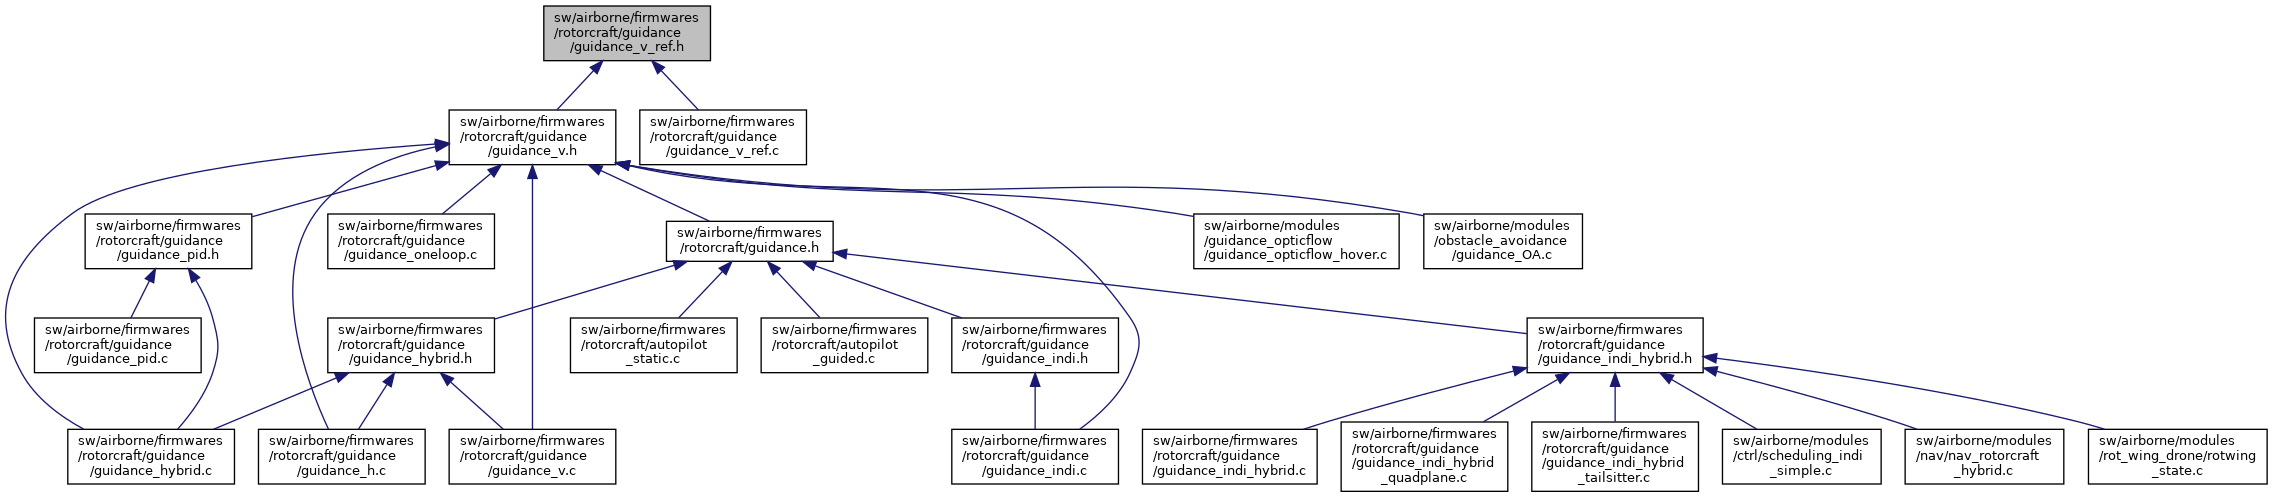 sw/airborne/firmwares
/rotorcraft/guidance
/guidance_v_ref.h
sw/airborne/firmwares
/rotorcraft/guidance
/guidance_v.h
sw/airborne/firmwares
/rotorcraft/guidance
/guidance_v_ref.c
sw/airborne/firmwares
/rotorcraft/guidance
/guidance_pid.h
sw/airborne/firmwares
/rotorcraft/guidance
/guidance_oneloop.c
sw/airborne/firmwares
/rotorcraft/guidance.h
sw/airborne/modules
/guidance_opticflow
/guidance_opticflow_hover.c
sw/airborne/modules
/obstacle_avoidance
/guidance_OA.c
sw/airborne/firmwares
/rotorcraft/guidance
/guidance_pid.c
sw/airborne/firmwares
/rotorcraft/guidance
/guidance_hybrid.h
sw/airborne/firmwares
/rotorcraft/autopilot
_static.c
sw/airborne/firmwares
/rotorcraft/autopilot
_guided.c
sw/airborne/firmwares
/rotorcraft/guidance
/guidance_indi.h
sw/airborne/firmwares
/rotorcraft/guidance
/guidance_indi_hybrid.h
sw/airborne/firmwares
/rotorcraft/guidance
/guidance_hybrid.c
sw/airborne/firmwares
/rotorcraft/guidance
/guidance_h.c
sw/airborne/firmwares
/rotorcraft/guidance
/guidance_v.c
sw/airborne/firmwares
/rotorcraft/guidance
/guidance_indi.c
sw/airborne/firmwares
/rotorcraft/guidance
/guidance_indi_hybrid.c
sw/airborne/firmwares
/rotorcraft/guidance
/guidance_indi_hybrid
_quadplane.c
sw/airborne/firmwares
/rotorcraft/guidance
/guidance_indi_hybrid
_tailsitter.c
sw/airborne/modules
/ctrl/scheduling_indi
_simple.c
sw/airborne/modules
/nav/nav_rotorcraft
_hybrid.c
sw/airborne/modules
/rot_wing_drone/rotwing
_state.c